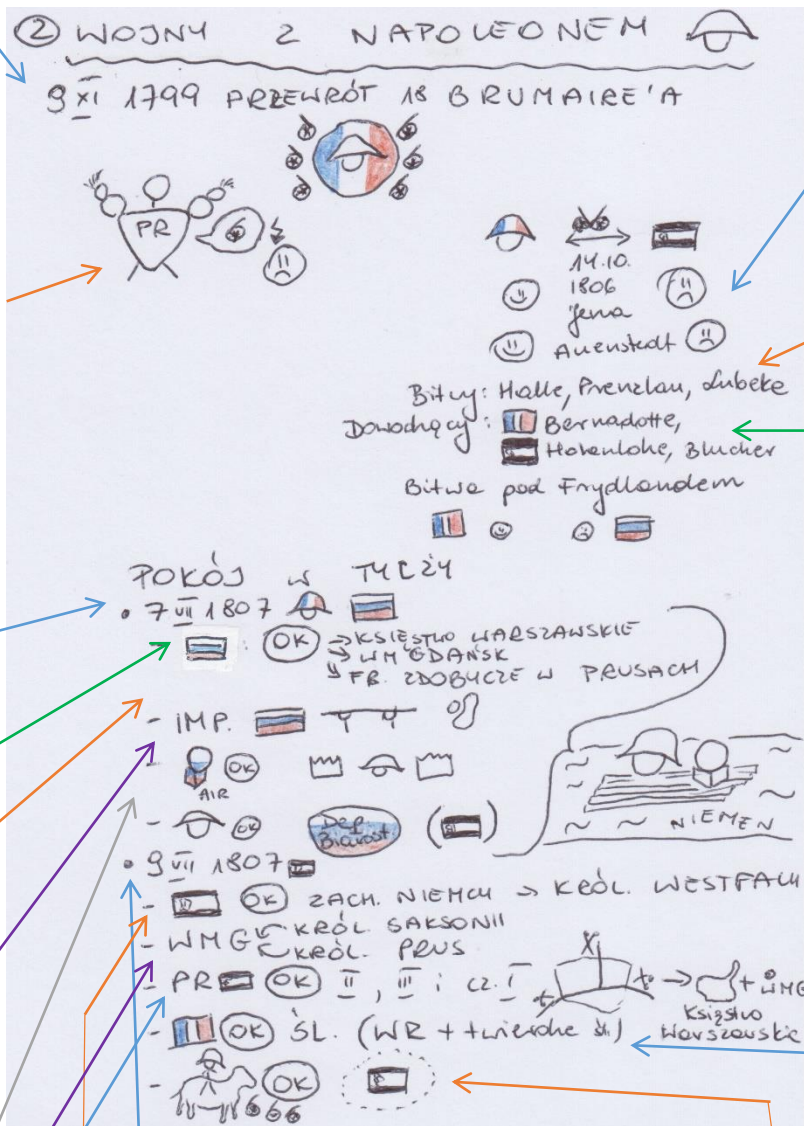 ② WOJNY Z NAPOLEONEM
9 XI 1799 PRZEWRÓT 18 BRUMAIRE'A
PR
14.10.
1806
Jena
Auenstedt
Bitwy: Halle, Prenzlau, Lubeke
Dowodzący: Bernadotte,
Hohenlohe, Blucher
Bitwa pod Frydlandem
POKÓJ W TYLŻY
• 7 VII 1807
: OK → KSIĘSTWO WARSZAWSKIE
→ WM GDAŃSK
↘ FR. ZDOBYCZE W PRUSACH
- IMP.
- OK
AIR
- OK Dep Białost ( )
NIEMEN
• 9 VII 1807
- OK ZACH. NIEMCY → KRÓL. WESTFALII
- WMG KRÓL. SAKSONII
KRÓL. PRUS
- PR OK II, III i cz. I → + WMG
Księstwo
Warszawskie
- OK ŚL. (WR + twierdze śl.)
- OK